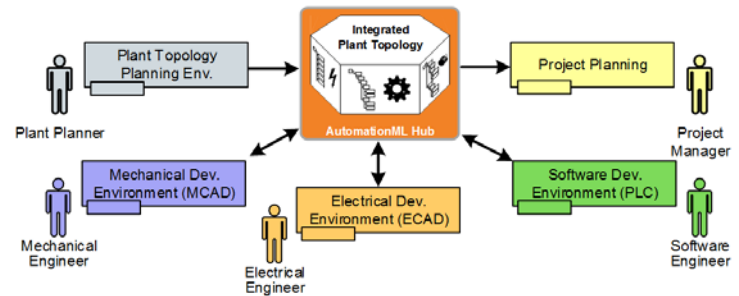 Integrated
Plant Topology
AutomationML Hub
Plant Topology
Planning Env.
Plant Planner
Project Planning
Project
Manager
Mechanical Dev.
Environment (MCAD)
Mechanical
Engineer
Electrical Dev.
Environment (ECAD)
Electrical
Engineer
Software Dev.
Environment (PLC)
Software
Engineer